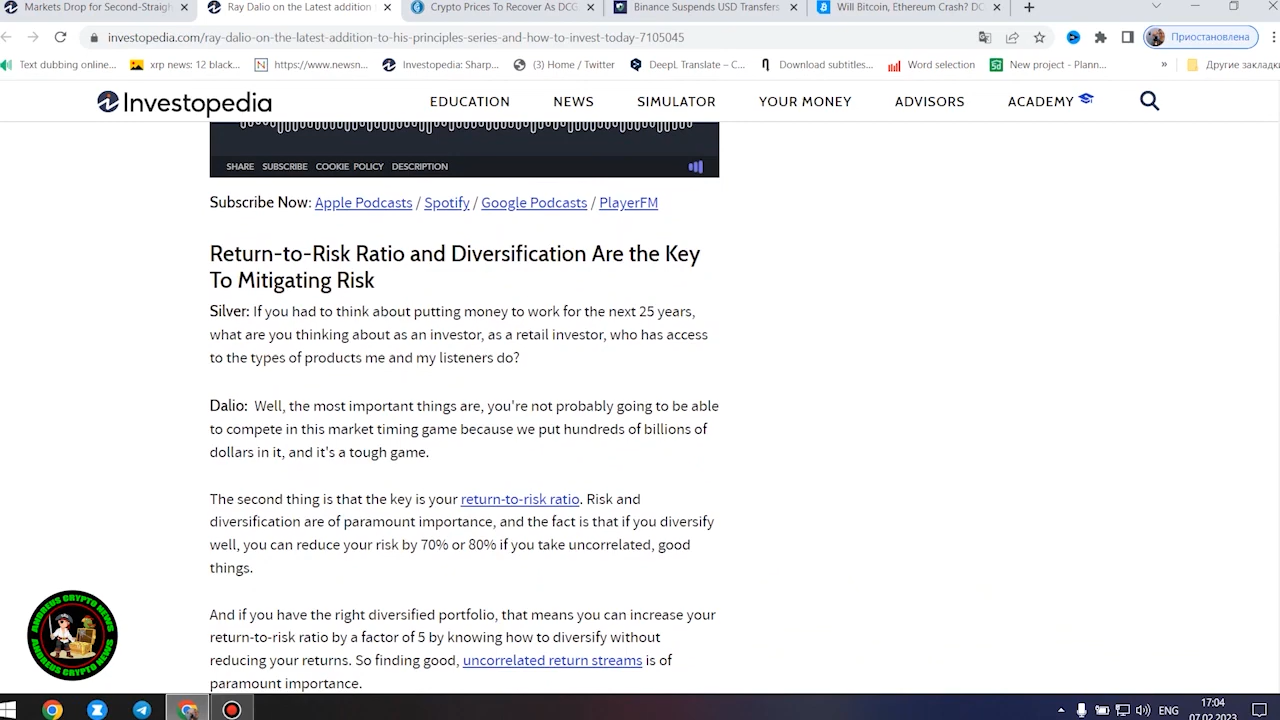 Markets Drop for Second-Straigh
Ray Dalio on the Latest addition
Crypto Prices To Recover As DCG
Binance Suspends USD Transfers
Will Bitcoin, Ethereum Crash? DC
investopedia.com/ray-dalio-on-the-latest-addition-to-his-principles-series-and-how-to-invest-today-7105045
Приостановлена
Text dubbing online...
xrp news: 12 black...
https://www.newsn...
Investopedia: Sharp...
(3) Home / Twitter
DeepL Translate – C...
Download subtitles...
Word selection
New project - Plann...
»
Другие закладки
Investopedia
EDUCATION
NEWS
SIMULATOR
YOUR MONEY
ADVISORS
ACADEMY
SHARE SUBSCRIBE COOKIE POLICY DESCRIPTION
Subscribe Now: Apple Podcasts / Spotify / Google Podcasts / PlayerFM
Return-to-Risk Ratio and Diversification Are the Key
To Mitigating Risk
Silver: If you had to think about putting money to work for the next 25 years,
what are you thinking about as an investor, as a retail investor, who has access
to the types of products me and my listeners do?
Dalio: Well, the most important things are, you're not probably going to be able
to compete in this market timing game because we put hundreds of billions of
dollars in it, and it's a tough game.
The second thing is that the key is your return-to-risk ratio. Risk and
diversification are of paramount importance, and the fact is that if you diversify
well, you can reduce your risk by 70% or 80% if you take uncorrelated, good
things.
And if you have the right diversified portfolio, that means you can increase your
return-to-risk ratio by a factor of 5 by knowing how to diversify without
reducing your returns. So finding good, uncorrelated return streams is of
paramount importance.
ANDREUS CRYPTO NEWS
ANDREUS CRYPTO NEWS
ENG
17:04
07.02.2023